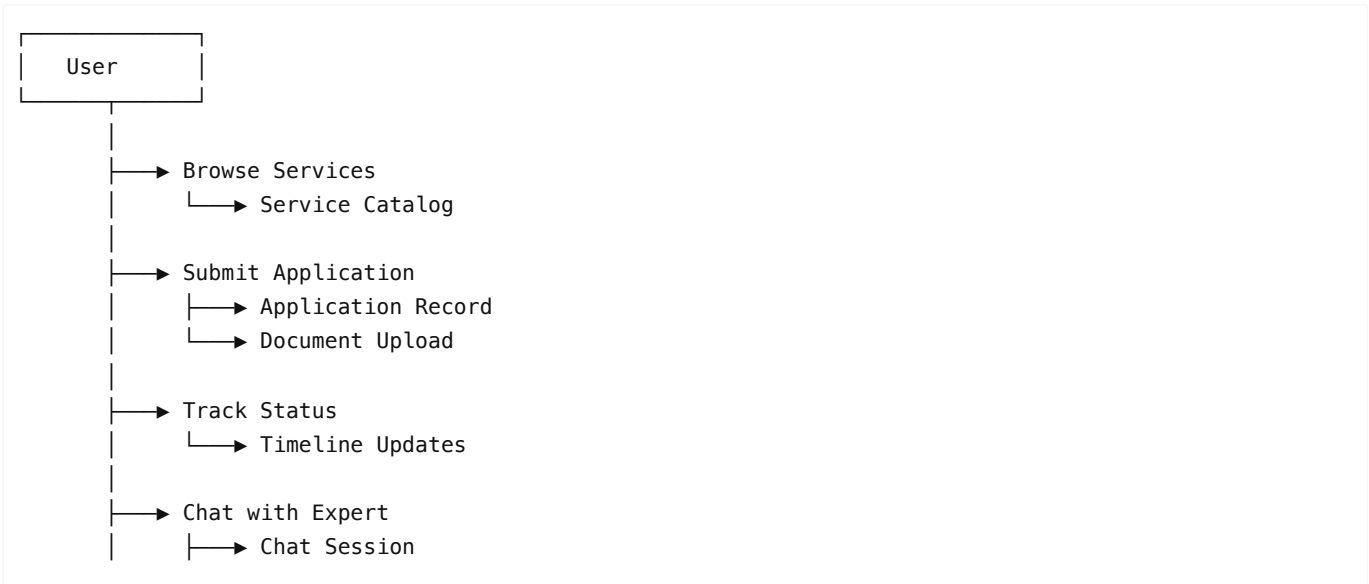 User
Browse Services
Service Catalog
Submit Application
Application Record
Document Upload
Track Status
Timeline Updates
Chat with Expert
Chat Session